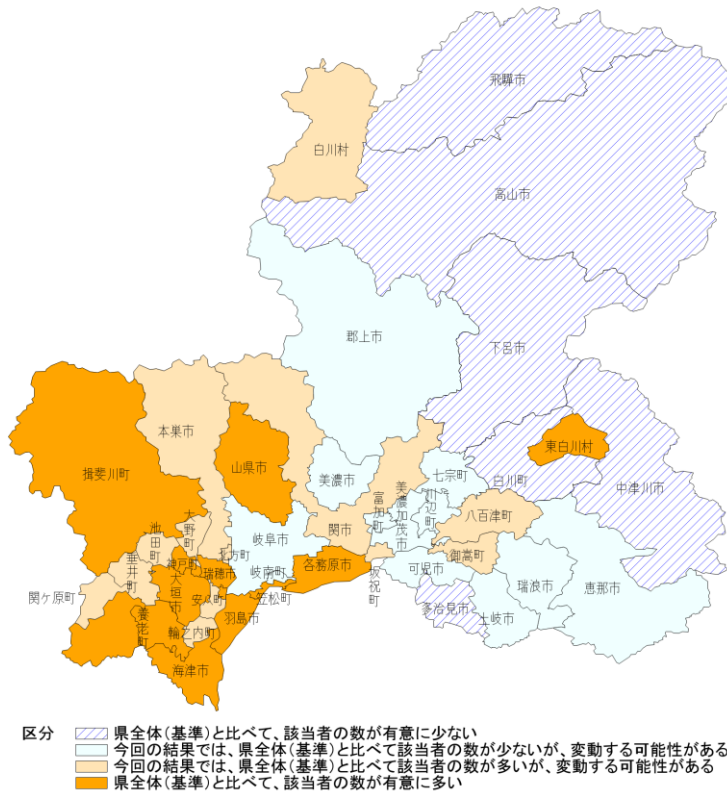 飛騨市
白川村
高山市
郡上市
下呂市
本巣市
揖斐川町
山県市
美濃市
七宗町
東白川村
白川町
中津川市
富加町
美濃加茂市
川辺町
八百津町
大野町
池田町
関市
岐阜市
北方町
御嵩町
垂井町
神戸町
瑞穂市
岐南町
各務原市
坂祝町
可児市
瑞浪市
恵那市
関ケ原町
大垣市
安八町
笠松町
多治見市
土岐市
養老町
輪之内町
羽島市
海津市
区分 県全体(基準)と比べて、該当者の数が有意に少ない
今回の結果では、県全体(基準)と比べて該当者の数が少ないが、変動する可能性がある
今回の結果では、県全体(基準)と比べて該当者の数が多いが、変動する可能性がある
県全体(基準)と比べて、該当者の数が有意に多い